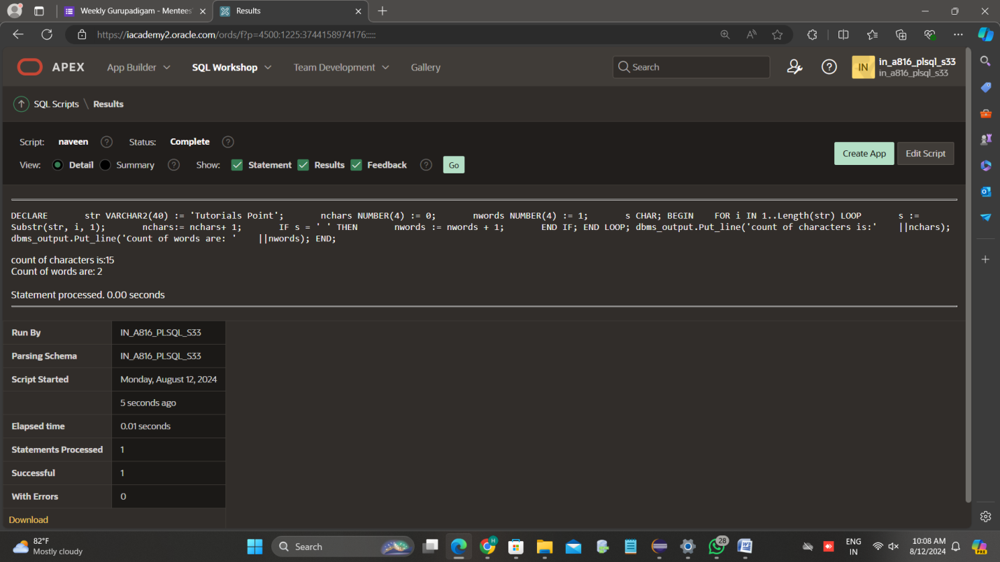 Weekly Gurupadigam - Mentees'
Results
https://iacademy2.oracle.com/ords/f?p=4500:1225:3744158974176:::::
APEX
App Builder
SQL Workshop
Team Development
Gallery
Search
IN
in_a816_plsql_s33
in_a816_plsql_s33
SQL Scripts \ Results
Script: naveen ? Status: Complete ?
View: Detail Summary ? Show: Statement Results Feedback ? Go
Create App
Edit Script
DECLARE       str VARCHAR2(40) := 'Tutorials Point';       nchars NUMBER(4) := 0;       nwords NUMBER(4) := 1;       s CHAR; BEGIN    FOR i IN 1..Length(str) LOOP       s :=
Substr(str, i, 1);       nchars:= nchars+ 1;       IF s = ' ' THEN       nwords := nwords + 1;       END IF; END LOOP; dbms_output.Put_line('count of characters is:'    ||nchars);
dbms_output.Put_line('Count of words are: '    ||nwords); END;
count of characters is:15
Count of words are: 2
Statement processed. 0.00 seconds
Run By IN_A816_PLSQL_S33
Parsing Schema IN_A816_PLSQL_S33
Script Started Monday, August 12, 2024
5 seconds ago
Elapsed time 0.01 seconds
Statements Processed 1
Successful 1
With Errors 0
Download
82°F
Mostly cloudy
Search
H
28
ENG
IN
10:08 AM
8/12/2024
PRE